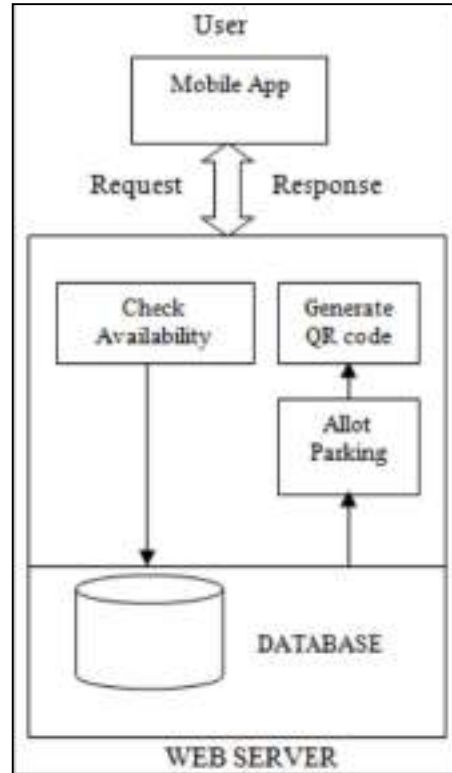 User
Mobile App
Request
Response
Check
Availability
Generate
QR code
Allot
Parking
DATABASE
WEB SERVER